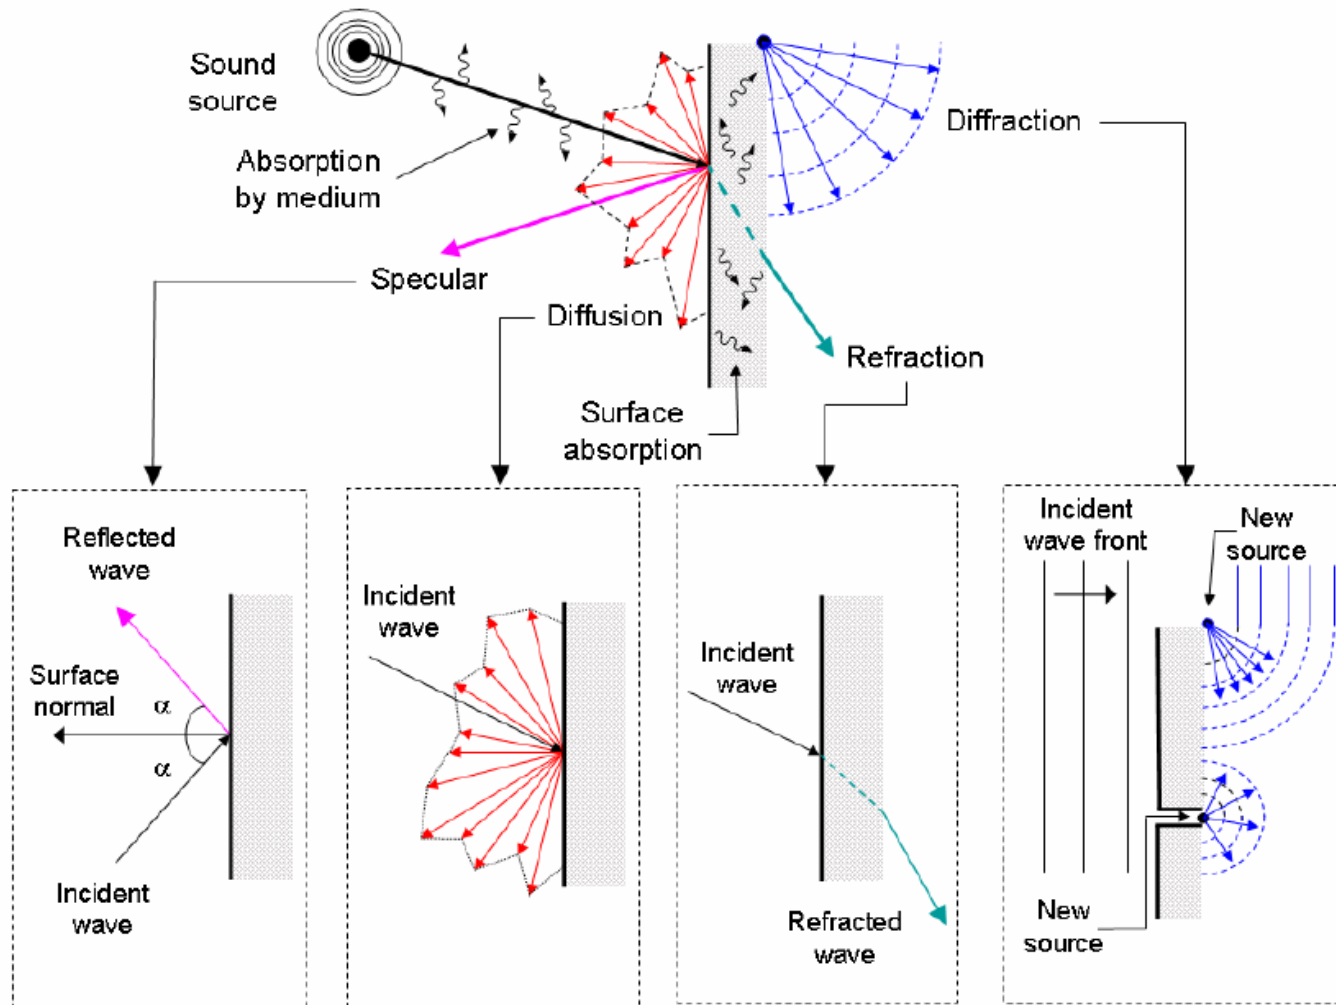 Sound
source
Absorption
by medium
Diffraction
Specular
Diffusion
Refraction
Surface
absorption
Reflected
wave
Surface
normal
α
α
Incident
wave
Incident
wave
Incident
wave
Refracted
wave
Incident
wave front
New
source
New
source